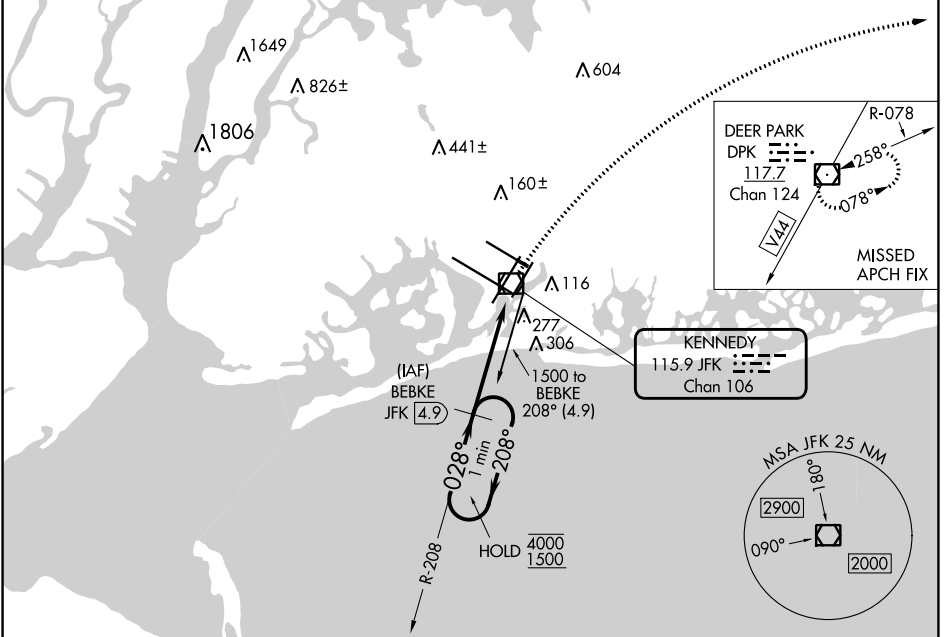 1649
826±
604
1806
441±
160±
116
277
306
DEER PARK
DPK
117.7
Chan 124
R-078
258°
078°
V44
MISSED
APCH FIX
KENNEDY
115.9 JFK
Chan 106
(IAF)
BEBKE
JFK 4.9
1500 to
BEBKE
208° (4.9)
028°
1 min
208°
HOLD 4000
1500
R-208
MSA JFK 25 NM
180°
2900
090°
2000